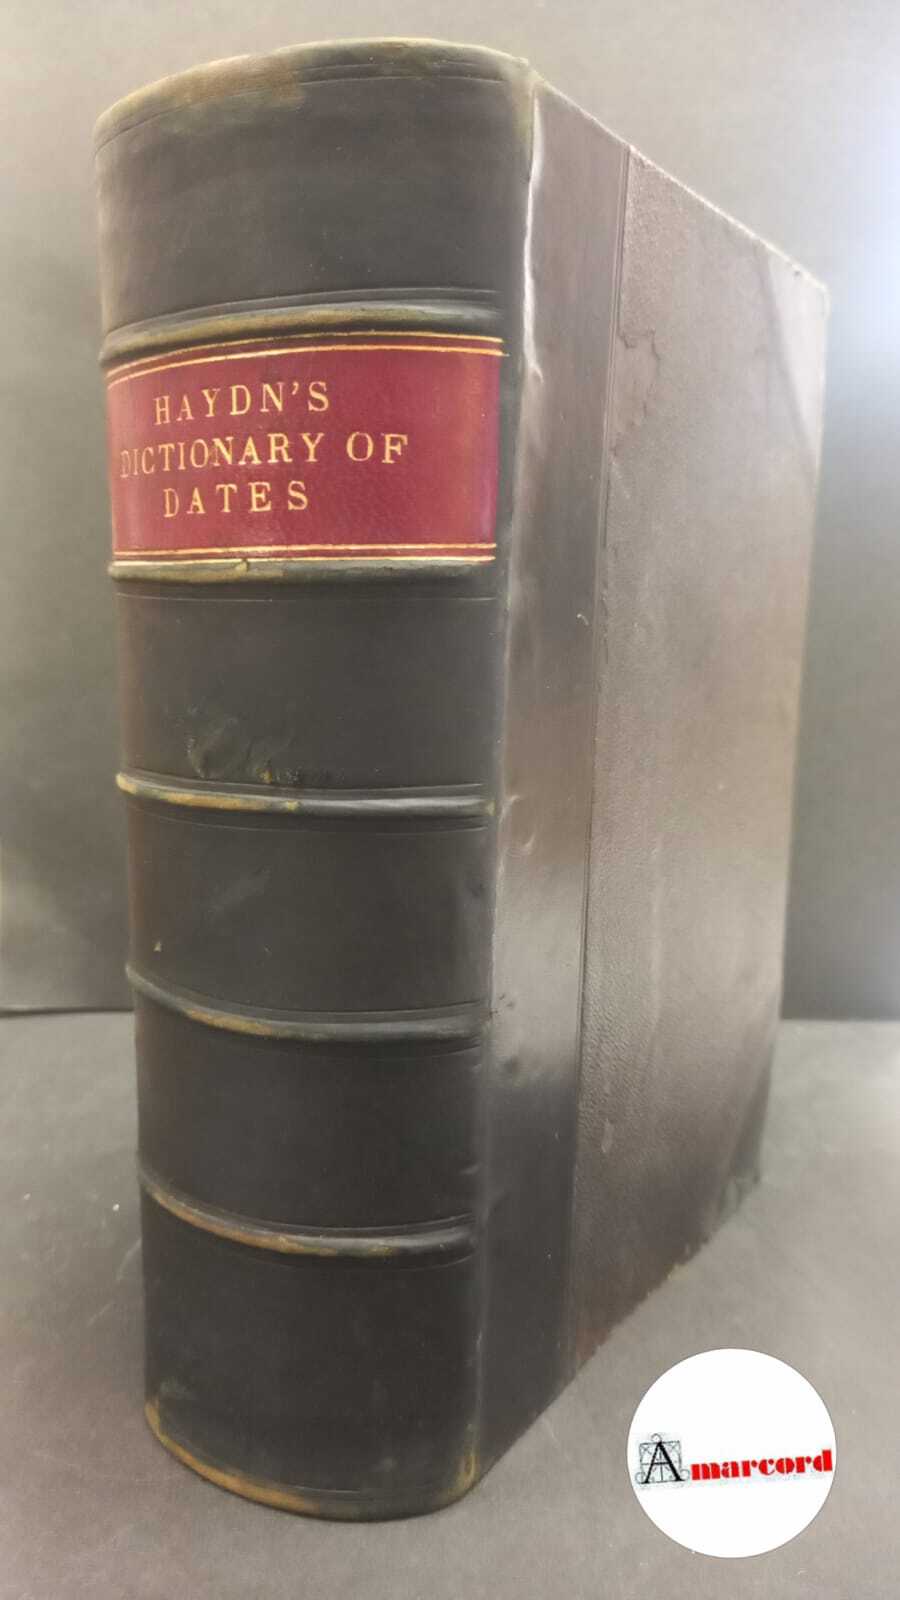 HAYDN'S
DICTIONARY OF
DATES
Amarcord